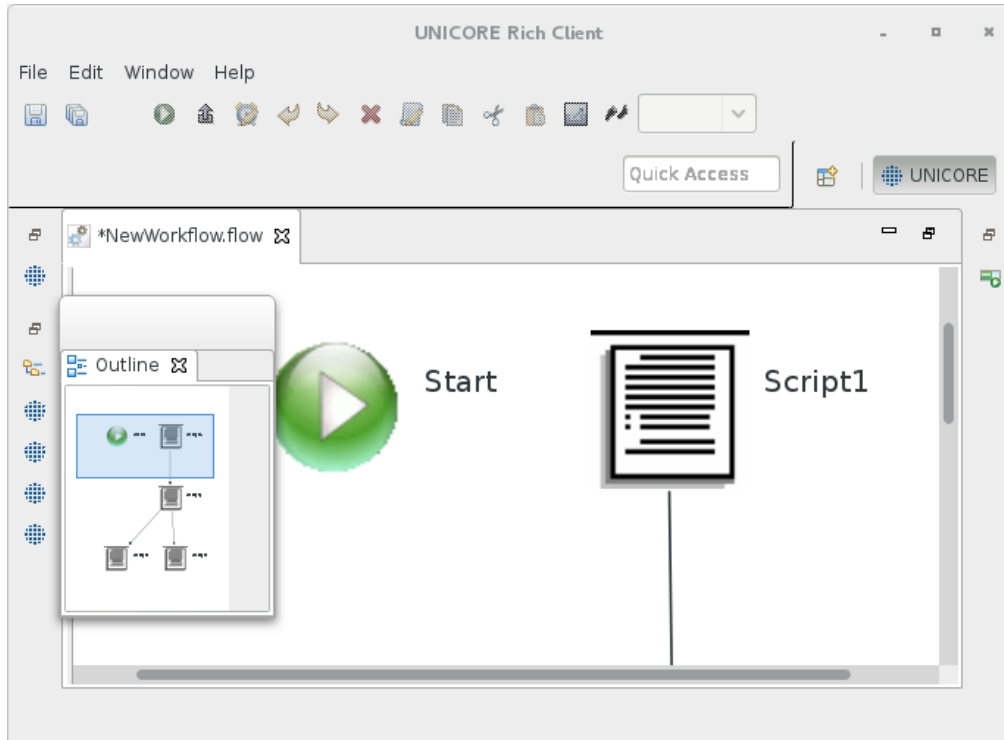 UNICORE Rich Client
File Edit Window Help
Quick Access
UNICORE
*NewWorkflow.flow
Outline
Start
Script1